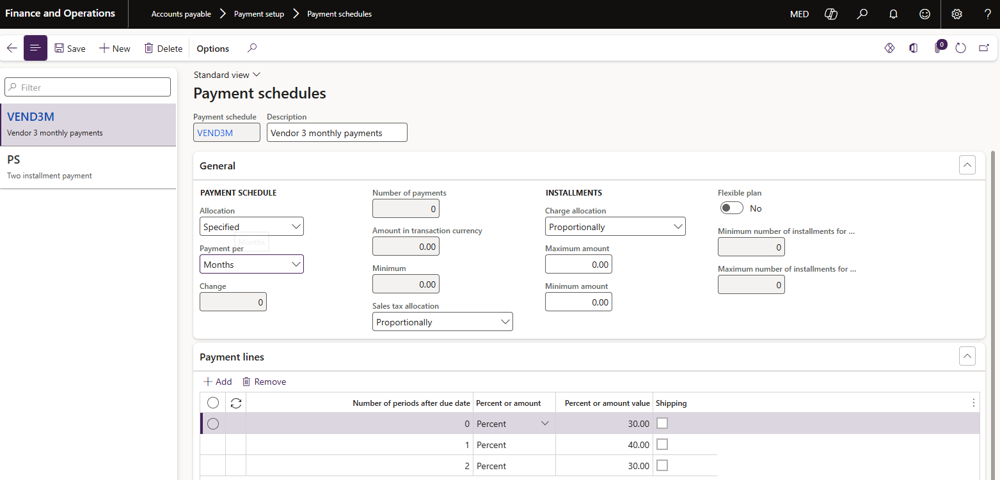 Finance and Operations
Accounts payable
Payment setup
Payment schedules
MED
?
Save
New
Delete
Options
0
Filter
VEND3M
Vendor 3 monthly payments
PS
Two installment payment
Standard view
Payment schedules
Payment schedule
Description
VEND3M
Vendor 3 monthly payments
General
PAYMENT SCHEDULE
Allocation
Specified
Months
Payment per
Months
Change
0
Number of payments
0
Amount in transaction currency
0.00
Minimum
0.00
Sales tax allocation
Proportionally
INSTALLMENTS
Charge allocation
Proportionally
Maximum amount
0.00
Minimum amount
0.00
Flexible plan
No
Minimum number of installments for ...
0
Maximum number of installments for ...
0
Payment lines
Add
Remove
Number of periods after due date Percent or amount Percent or amount value Shipping
0 Percent 30.00
1 Percent 40.00
2 Percent 30.00